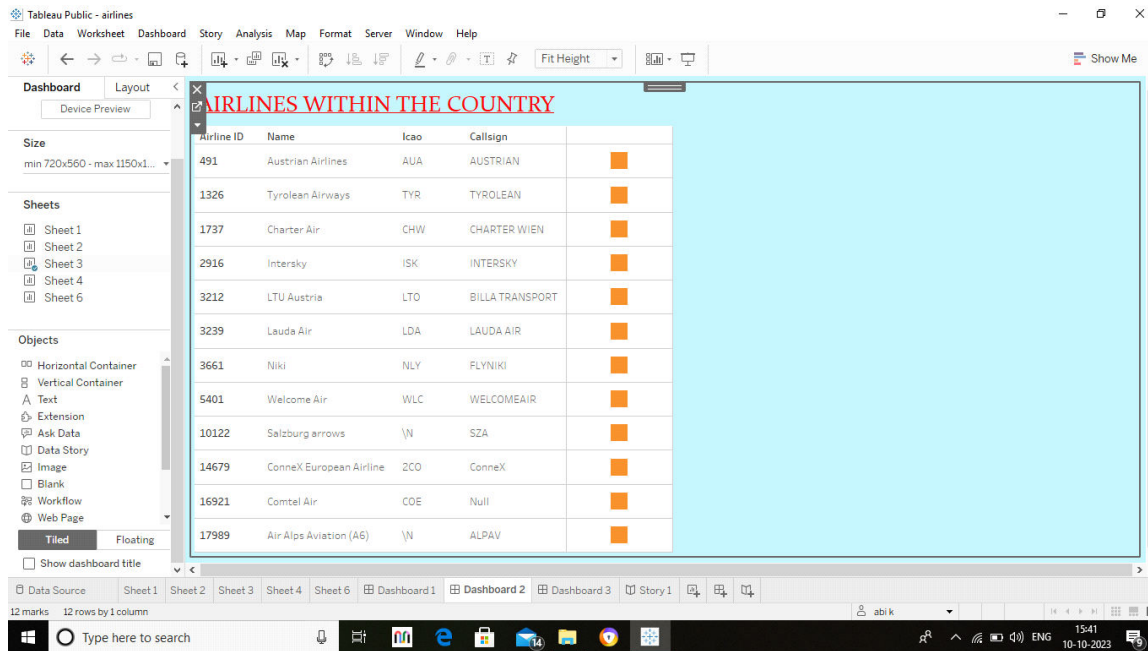 Tableau Public - airlines
File Data Worksheet Dashboard Story Analysis Map Format Server Window Help
Fit Height
Show Me
Dashboard Layout
Device Preview
Size
min 720x560 - max 1150x1...
Sheets
Sheet 1
Sheet 2
Sheet 3
Sheet 4
Sheet 6
Objects
Horizontal Container
Vertical Container
A Text
Extension
Ask Data
Data Story
Image
Blank
Workflow
Web Page
Tiled Floating
Show dashboard title
AIRLINES WITHIN THE COUNTRY
Airline ID Name Icao Callsign
491 Austrian Airlines AUA AUSTRIAN
1326 Tyrolean Airways TYR TYROLEAN
1737 Charter Air CHW CHARTER WIEN
2916 Intersky ISK INTERSKY
3212 LTU Austria LTO BILLA TRANSPORT
3239 Lauda Air LDA LAUDA AIR
3661 Niki NLY FLYNIKI
5401 Welcome Air WLC WELCOMEAIR
10122 Salzburg arrows \N SZA
14679 ConneX European Airline 2CO ConneX
16921 Comtel Air COE Null
17989 Air Alps Aviation (A6) \N ALPAV
Data Source Sheet 1 Sheet 2 Sheet 3 Sheet 4 Sheet 6 Dashboard 1 Dashboard 2 Dashboard 3 Story 1
12 marks 12 rows by 1 column abi k
Type here to search 14 ENG 15:41
10-10-2023 9